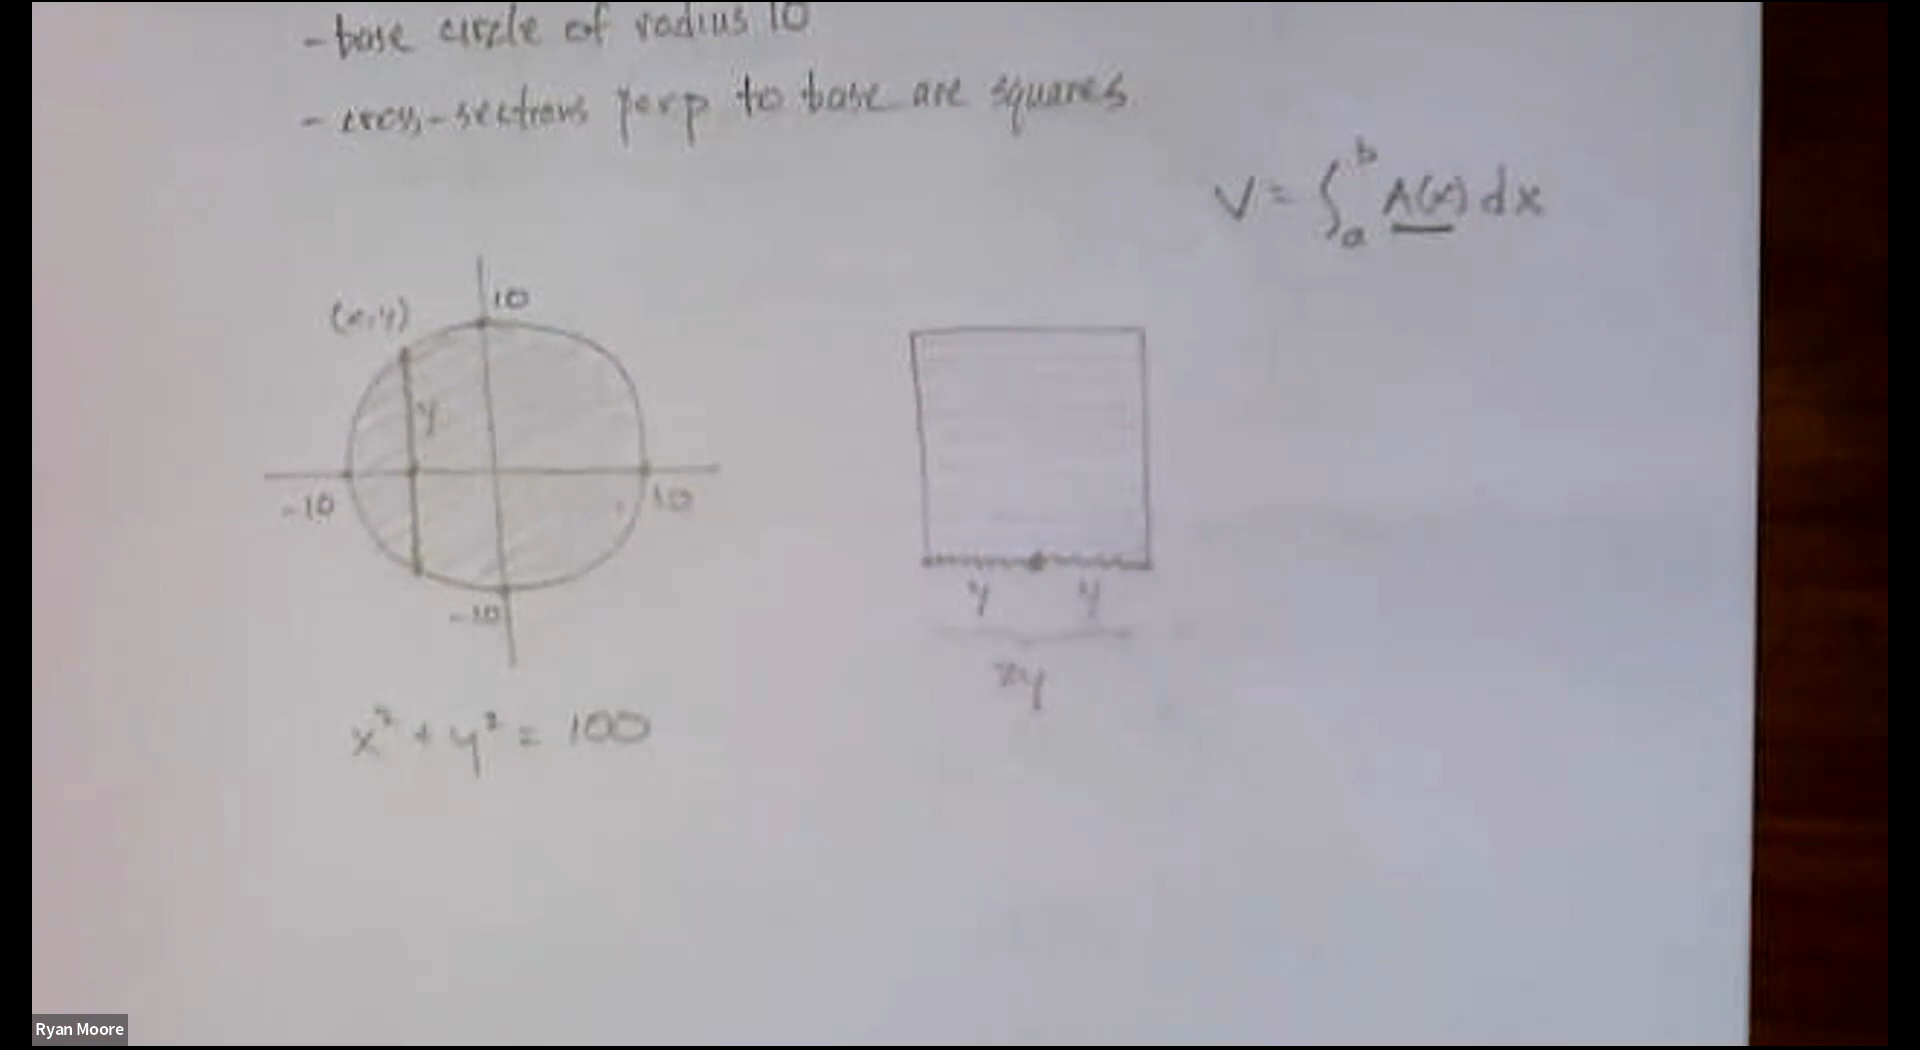 - base circle of radius 10
- cross-sections perp to base are squares
V = ∫_a^b A(x) dx
10
(x,y)
y
-10
10
-10
y y
2y
x² + y² = 100
Ryan Moore